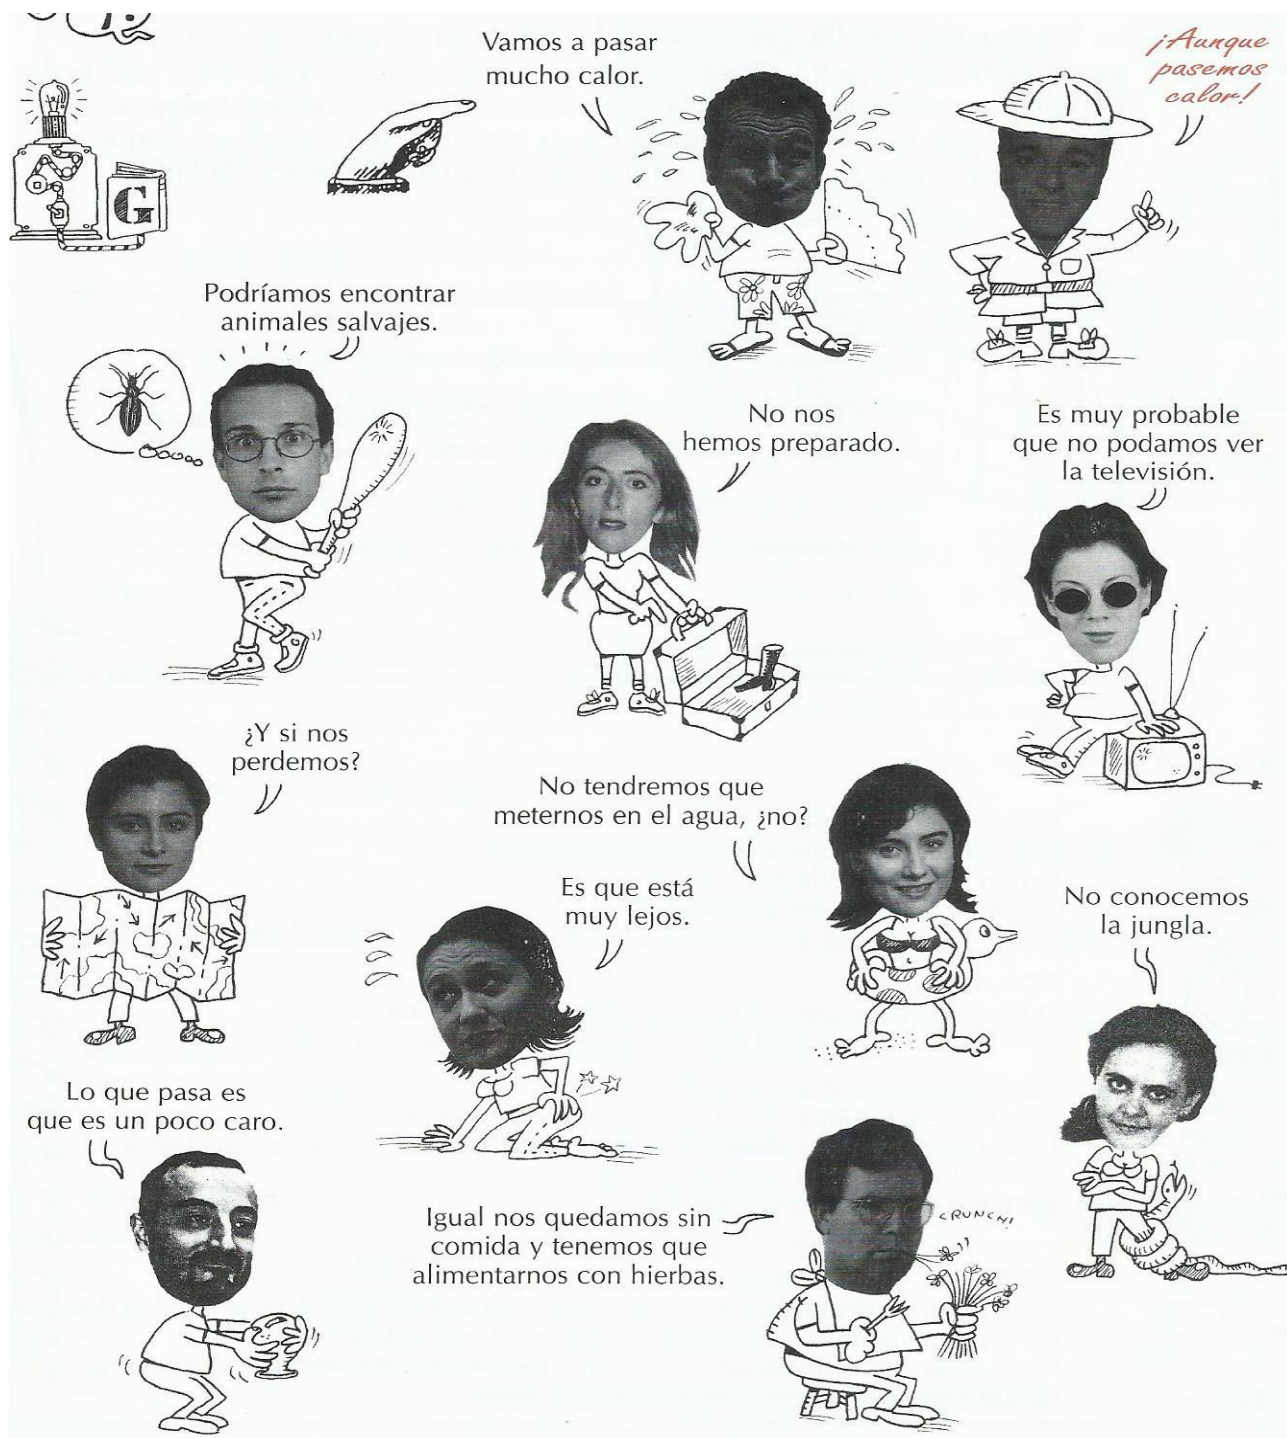 Vamos a pasar
mucho calor.
¡Aunque
pasemos
calor!
G
Podríamos encontrar
animales salvajes.
No nos
hemos preparado.
Es muy probable
que no podamos ver
la televisión.
¿Y si nos
perdemos?
No tendremos que
meternos en el agua, ¿no?
Es que está
muy lejos.
No conocemos
la jungla.
Lo que pasa es
que es un poco caro.
Igual nos quedamos sin
comida y tenemos que
alimentarnos con hierbas.
CRUNCH!